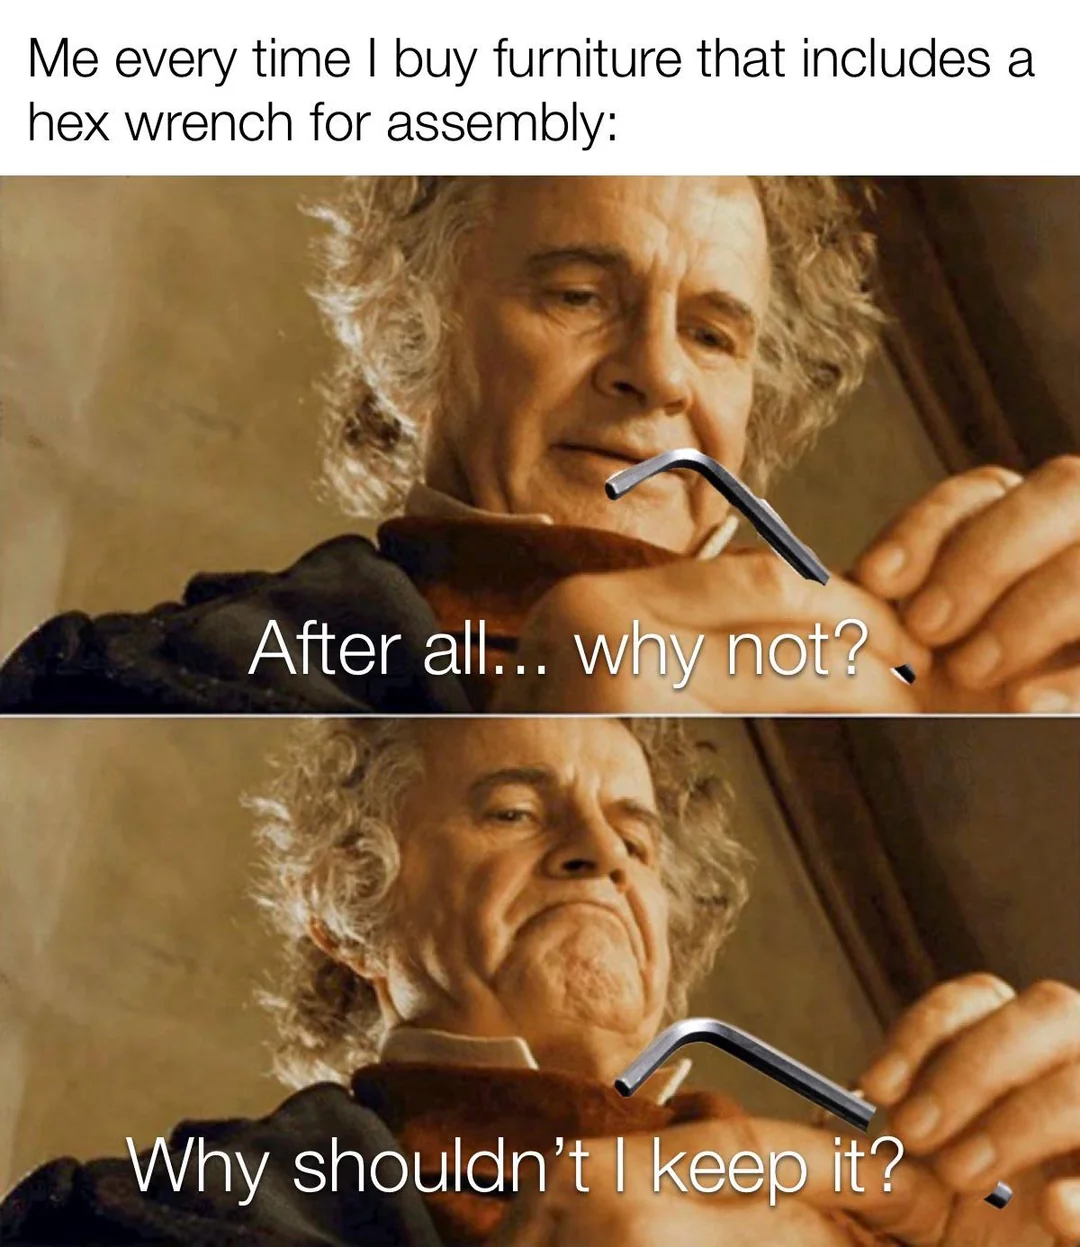 Me every time I buy furniture that includes a
hex wrench for assembly:
After all... why not?
Why shouldn’t I keep it?